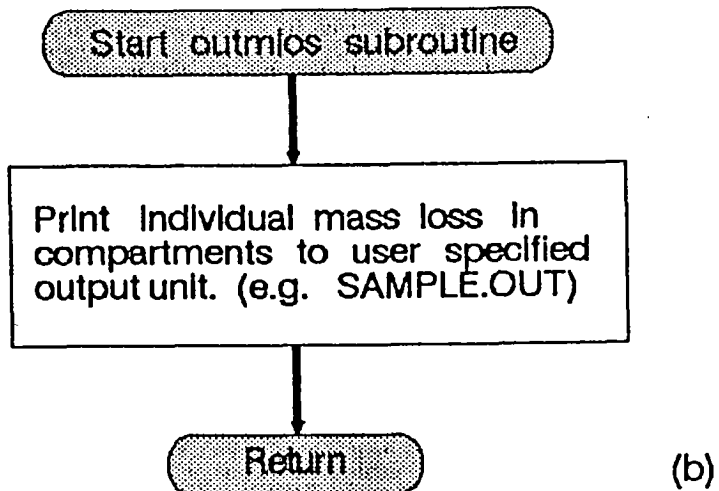 Start outmlos subroutine
Print individual mass loss in
compartments to user specified
output unit. (e.g. SAMPLE.OUT)
Return
(b)